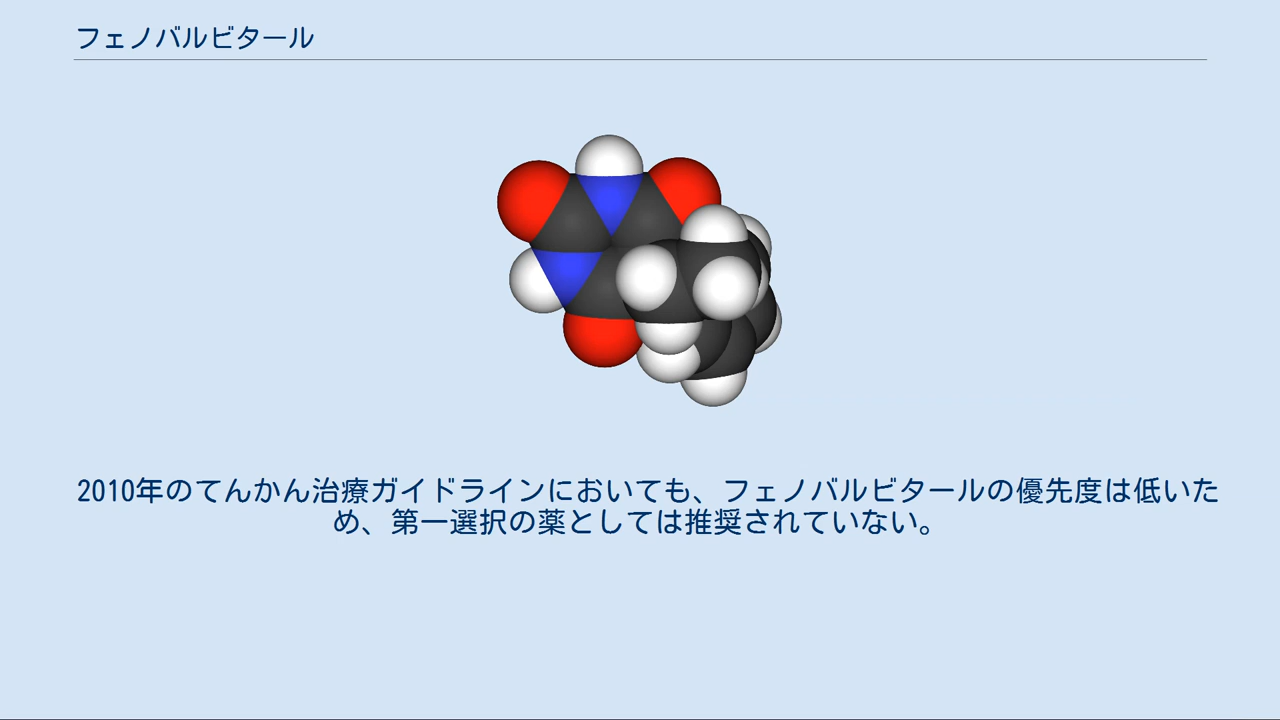 フェノバルビタール
2010年のてんかん治療ガイドラインにおいても、フェノバルビタールの優先度は低いた
め、第一選択の薬としては推奨されていない。